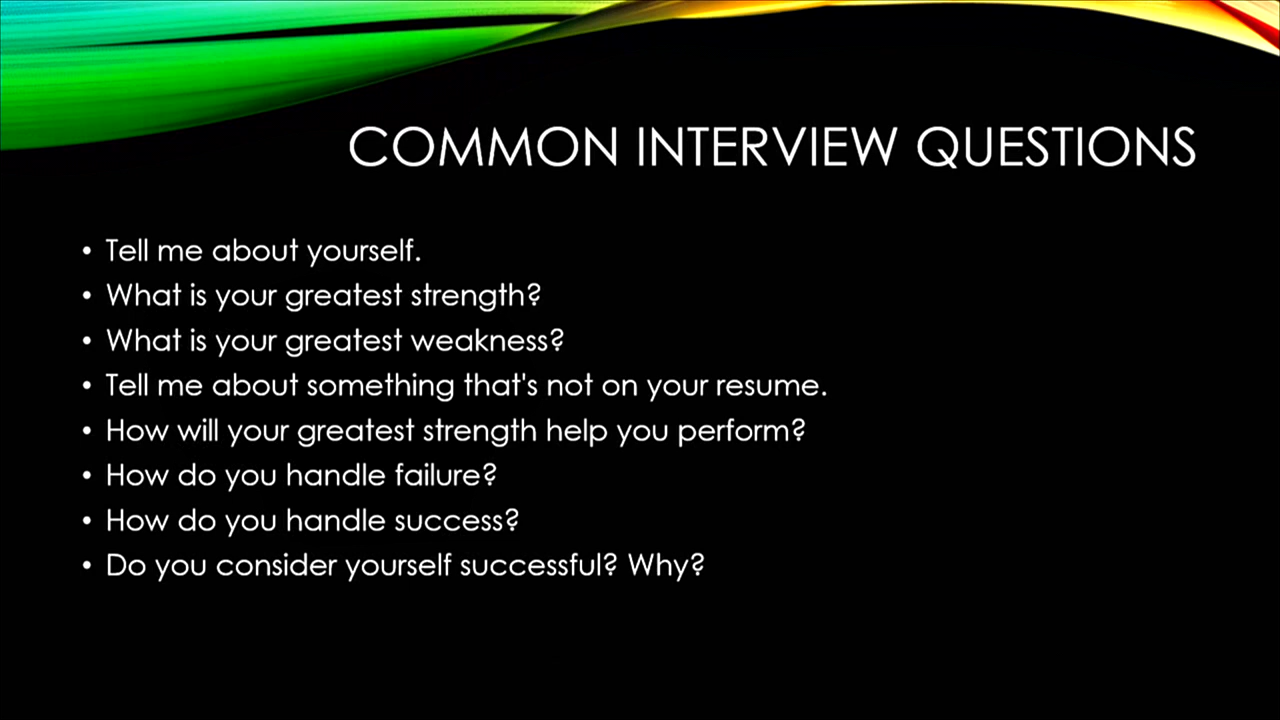 COMMON INTERVIEW QUESTIONS
• Tell me about yourself.
• What is your greatest strength?
• What is your greatest weakness?
• Tell me about something that's not on your resume.
• How will your greatest strength help you perform?
• How do you handle failure?
• How do you handle success?
• Do you consider yourself successful? Why?